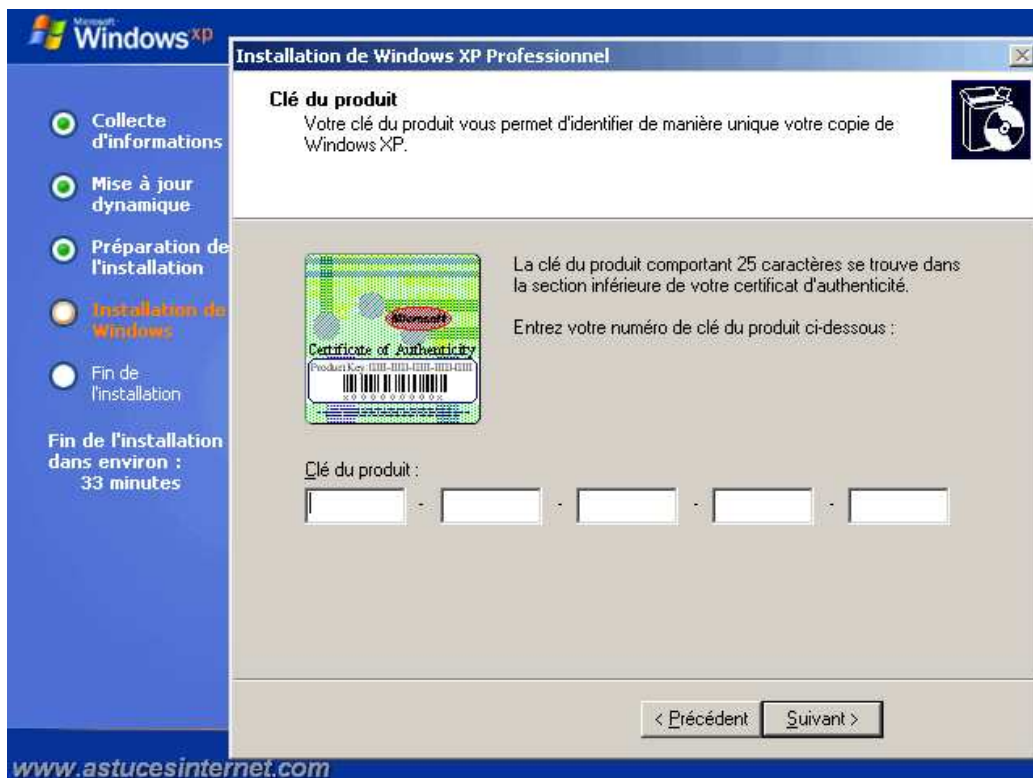 Microsoft
Windows xp
Installation de Windows XP Professionnel
Clé du produit
Votre clé du produit vous permet d'identifier de manière unique votre copie de
Windows XP.
Collecte
d'informations
Mise à jour
dynamique
Préparation de
l'installation
Installation de
Windows
Fin de
l'installation
Fin de l'installation
dans environ :
33 minutes
Microsoft
Certificate of Authenticity
Product Key:
La clé du produit comportant 25 caractères se trouve dans
la section inférieure de votre certificat d'authenticité.
Entrez votre numéro de clé du produit ci-dessous :
Clé du produit :
- - - -
< Précédent
Suivant >
www.astucesinternet.com